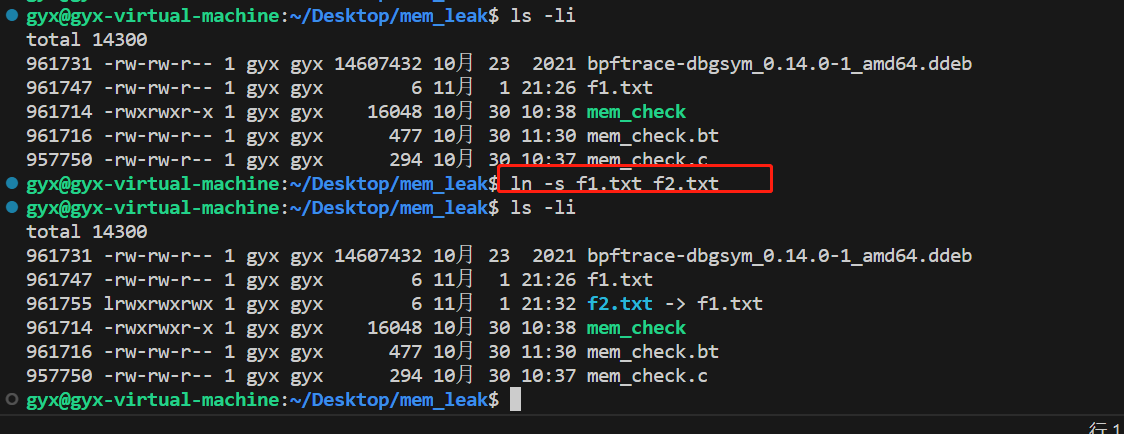 gyx@gyx-virtual-machine:~/Desktop/mem_leak$ ls -li
total 14300
961731 -rw-rw-r-- 1 gyx gyx 14607432 10月 23  2021 bpftrace-dbgsym_0.14.0-1_amd64.ddeb
961747 -rw-rw-r-- 1 gyx gyx        6 11月  1 21:26 f1.txt
961714 -rwxrwxr-x 1 gyx gyx    16048 10月 30 10:38 mem_check
961716 -rw-rw-r-- 1 gyx gyx      477 10月 30 11:30 mem_check.bt
957750 -rw-rw-r-- 1 gyx gyx      294 10月 30 10:37 mem_check.c
gyx@gyx-virtual-machine:~/Desktop/mem_leak$ ln -s f1.txt f2.txt
gyx@gyx-virtual-machine:~/Desktop/mem_leak$ ls -li
total 14300
961731 -rw-rw-r-- 1 gyx gyx 14607432 10月 23  2021 bpftrace-dbgsym_0.14.0-1_amd64.ddeb
961747 -rw-rw-r-- 1 gyx gyx        6 11月  1 21:26 f1.txt
961755 lrwxrwxrwx 1 gyx gyx        6 11月  1 21:32 f2.txt -> f1.txt
961714 -rwxrwxr-x 1 gyx gyx    16048 10月 30 10:38 mem_check
961716 -rw-rw-r-- 1 gyx gyx      477 10月 30 11:30 mem_check.bt
957750 -rw-rw-r-- 1 gyx gyx      294 10月 30 10:37 mem_check.c
gyx@gyx-virtual-machine:~/Desktop/mem_leak$
行 1